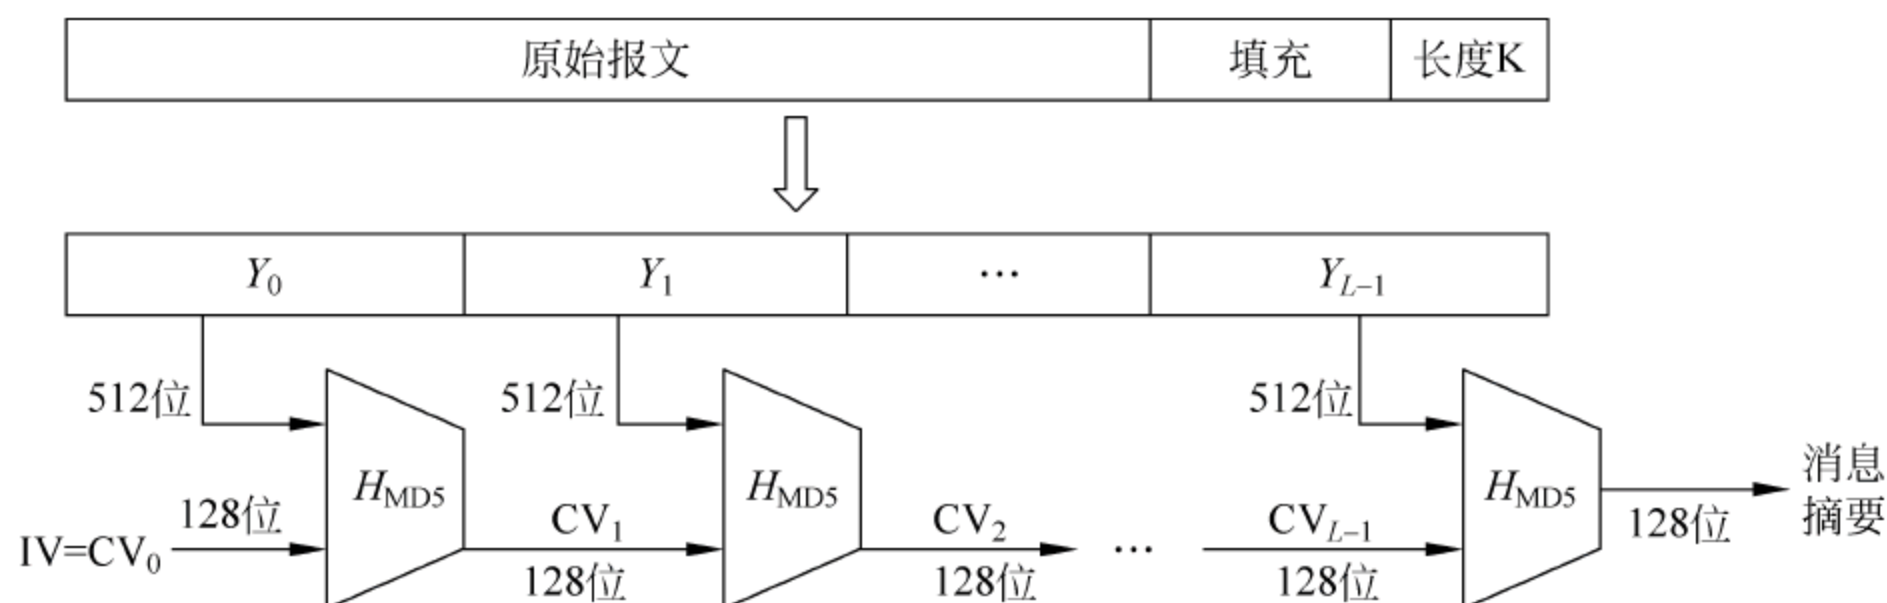 原始报文 填充 长度K
Y0 Y1 … YL−1
512位 512位 512位
HMD5 HMD5 HMD5
消息
摘要
IV=CV0 128位 CV1 CV2 … CVL−1 128位
128位 128位 128位